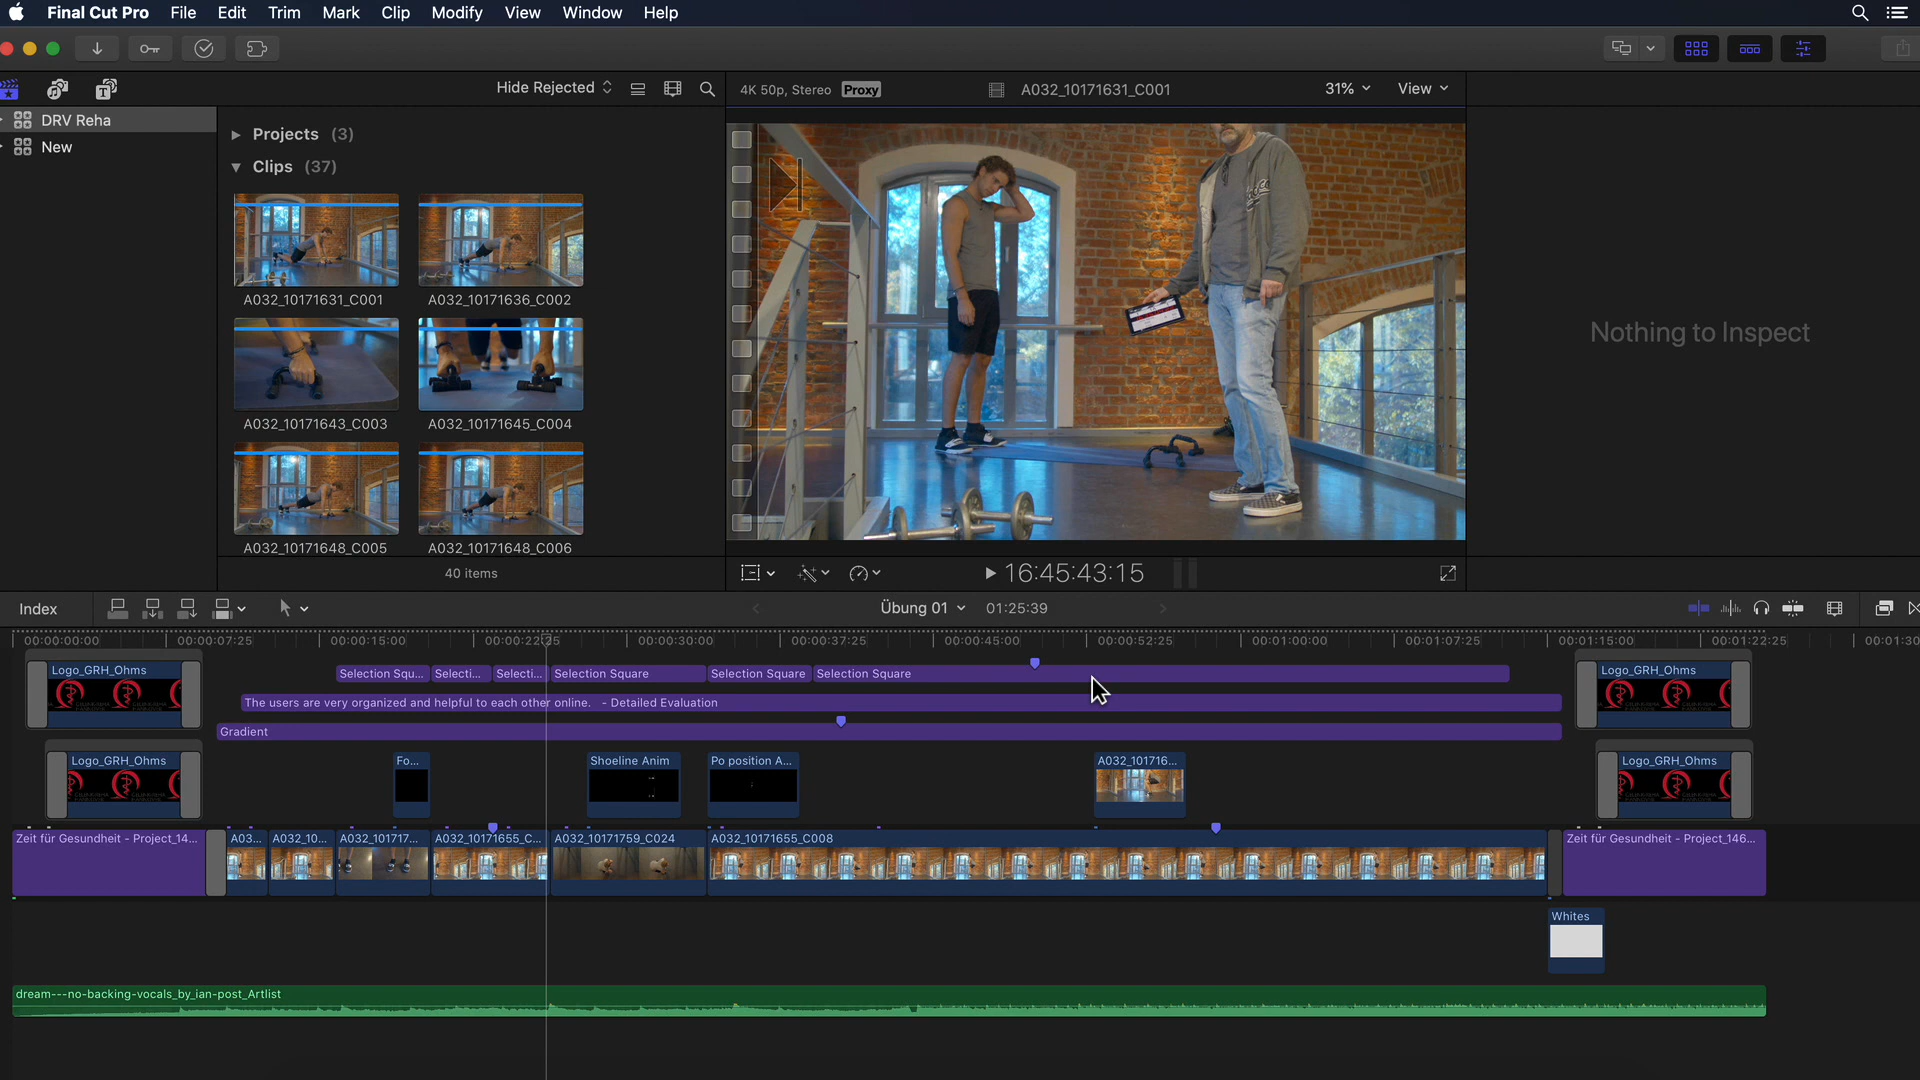 Final Cut Pro File Edit Trim Mark Clip Modify View Window Help
Hide Rejected
4K 50p, Stereo Proxy
A032_10171631_C001
31%
View
DRV Reha
New
Projects (3)
Clips (37)
A032_10171631_C001
A032_10171636_C002
A032_10171643_C003
A032_10171645_C004
A032_10171648_C005
A032_10171648_C006
40 items
Nothing to Inspect
16:45:43:15
Index
Übung 01
01:25:39
00:00:00:00 00:00:07:25 00:00:15:00 00:00:22:25 00:00:30:00 00:00:37:25 00:00:45:00 00:00:52:25 00:01:00:00 00:01:07:25 00:01:15:00 00:01:22:25 00:01:30
Logo_GRH_Ohms
Selection Squ... Selecti... Selecti... Selection Square Selection Square Selection Square
Logo_GRH_Ohms
The users are very organized and helpful to each other online. - Detailed Evaluation
Gradient
Logo_GRH_Ohms
Fo...
Shoeline Anim
Po position A...
A032_101716...
Logo_GRH_Ohms
Zeit für Gesundheit - Project_14...
A03... A032_10... A032_101717... A032_10171655_C... A032_10171759_C024 A032_10171655_C008
Zeit für Gesundheit - Project_146...
Whites
dream---no-backing-vocals_by_ian-post_Artlist